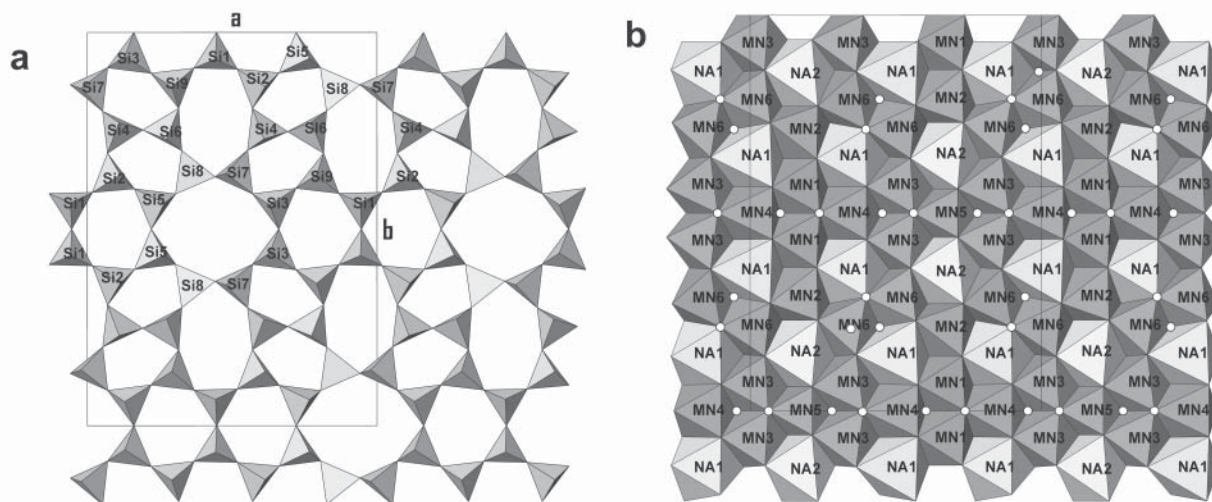 a
a
Si3 Si1 Si5
Si7 Si9 Si2 Si8
Si4 Si6 Si4 Si6 Si4
Si2 Si8 Si7 Si9 Si2
Si1 Si5 Si3 Si1
b
Si1 Si5 Si3
Si2 Si8 Si7
b
MN3 MN3 MN1 MN3 MN3
NA1 NA2 NA1 NA1 NA2 NA1
MN6 MN6 MN2 MN6 MN6
MN6 MN2 MN6 MN6 MN2 MN6
NA1 NA1 NA2 NA1 NA1
MN3 MN1 MN3 MN3 MN1 MN3
MN4 MN4 MN5 MN4 MN4
MN3 MN1 MN3 MN3 MN1 MN3
NA1 NA1 NA2 NA1 NA1
MN6 MN2 MN6 MN6 MN2 MN6
MN6 MN6 MN2 MN6 MN6
NA1 NA2 NA1 NA1 NA2 NA1
MN3 MN3 MN1 MN3 MN3
MN4 MN5 MN4 MN4 MN5 MN4
MN3 MN3 MN1 MN3 MN3
NA1 NA2 NA1 NA1 NA2 NA1